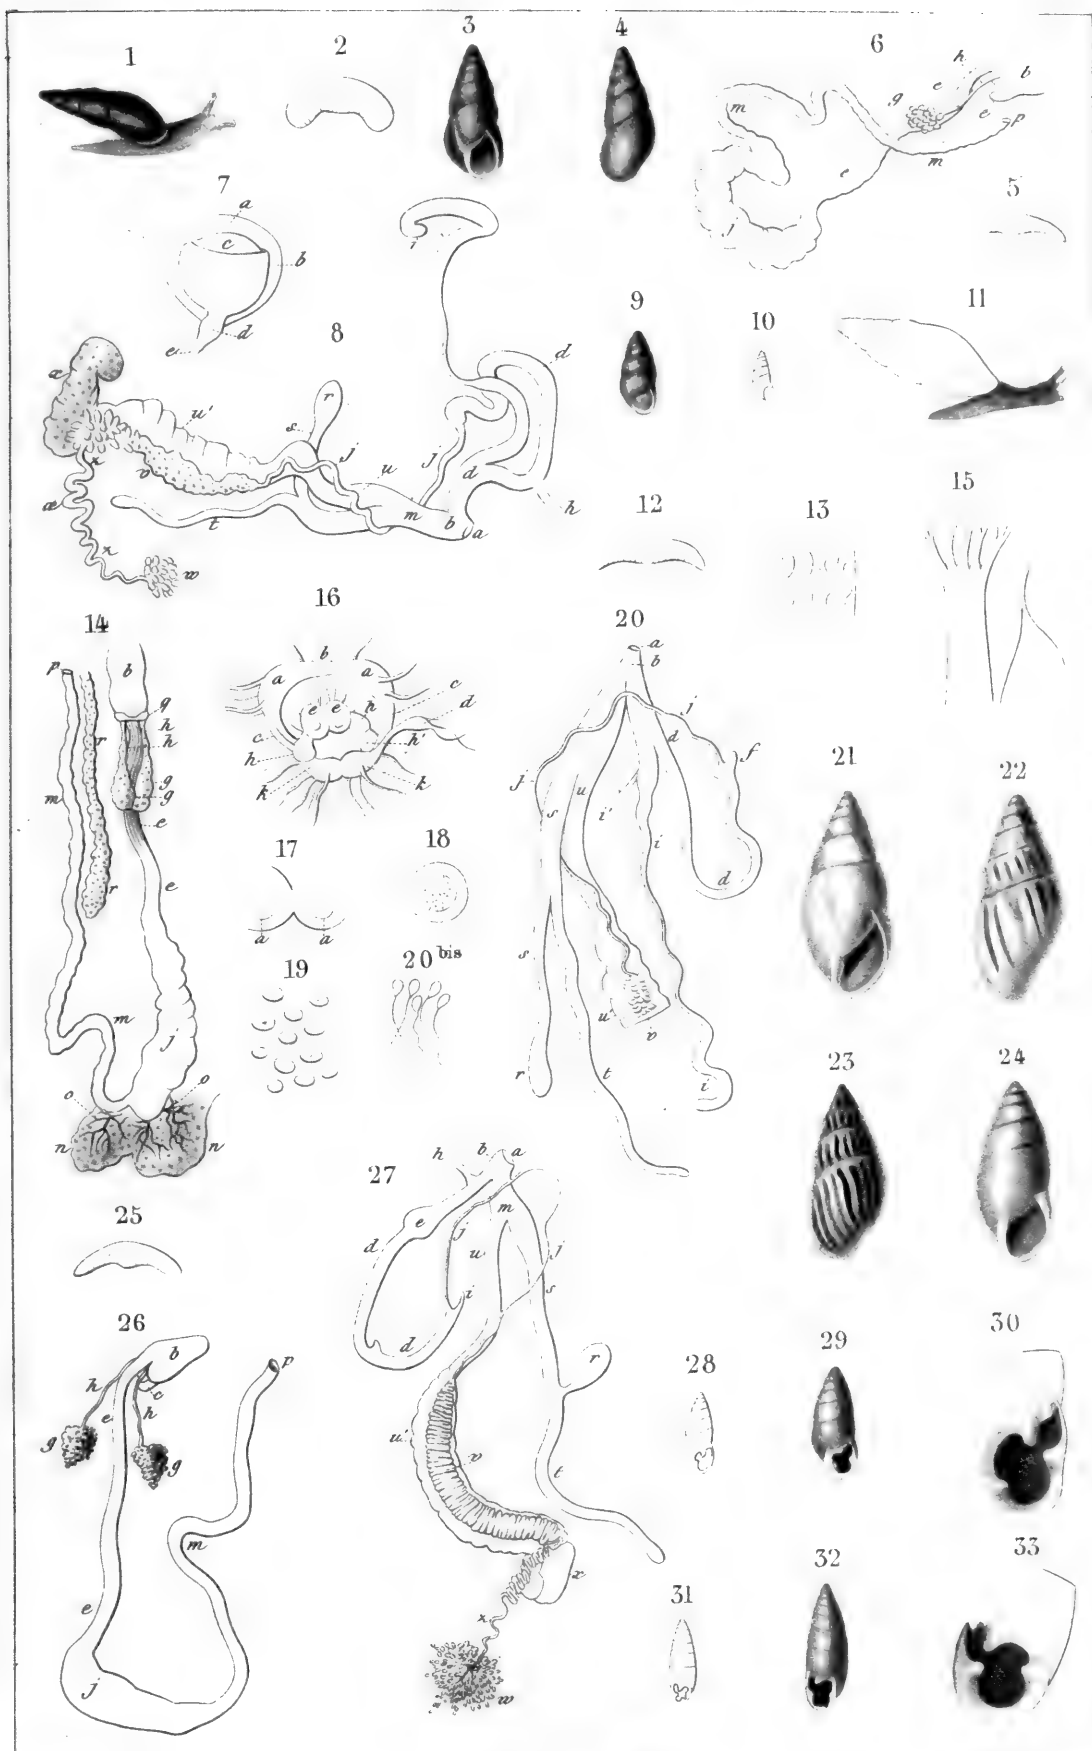 1
2
3
4
6
h
e
b
g
e
p
m
m
e
j
5
7
a
c
b
d
e
i
8
9
10
11
d
r
s
u'
j
j
u
d
v
m
b
a
h
t
x
w
12
13
15
14
p
b
g
h
h
r
g
g
e
m
e
r
m
j
o
o
n
n
16
b
a
a
c
d
e
e
h
c
h
h'
k
k
17
18
a
a
19
20 bis
20
a
b
j
d
f
j
u
s
i'
i
d
s
u'
v
r
t
i
21
22
23
24
25
26
b
p
h
c
e
h
g
g
m
e
j
27
h
b
a
m
e
d
j
u
j
s
i
d
r
u'
v
t
x
z
w
28
29
30
31
32
33